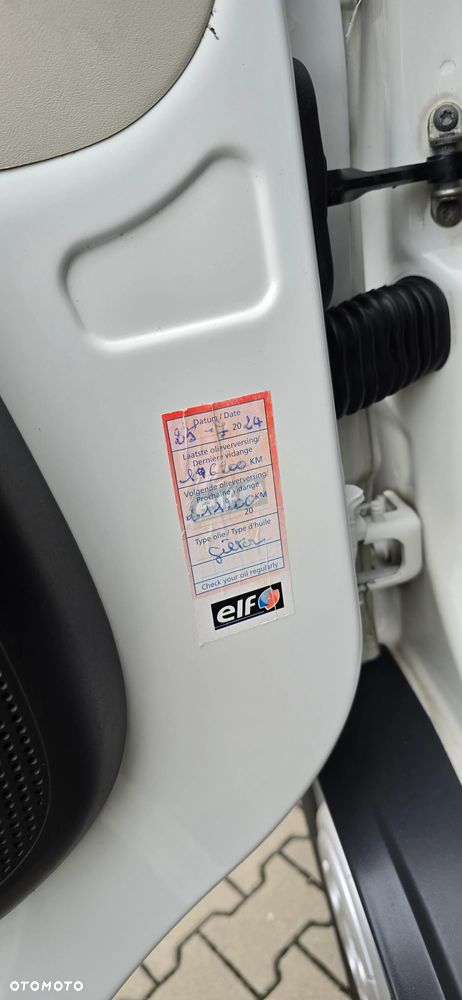 Datum / Date
25 - 7 2024
Laatste olieverversing/
Dernière vidange
196200 KM
Volgende olieverversing/
Prochaine vidange
KM
20
Type olie / Type d'huile
Check your oil regularly
elf
OTOMOTO